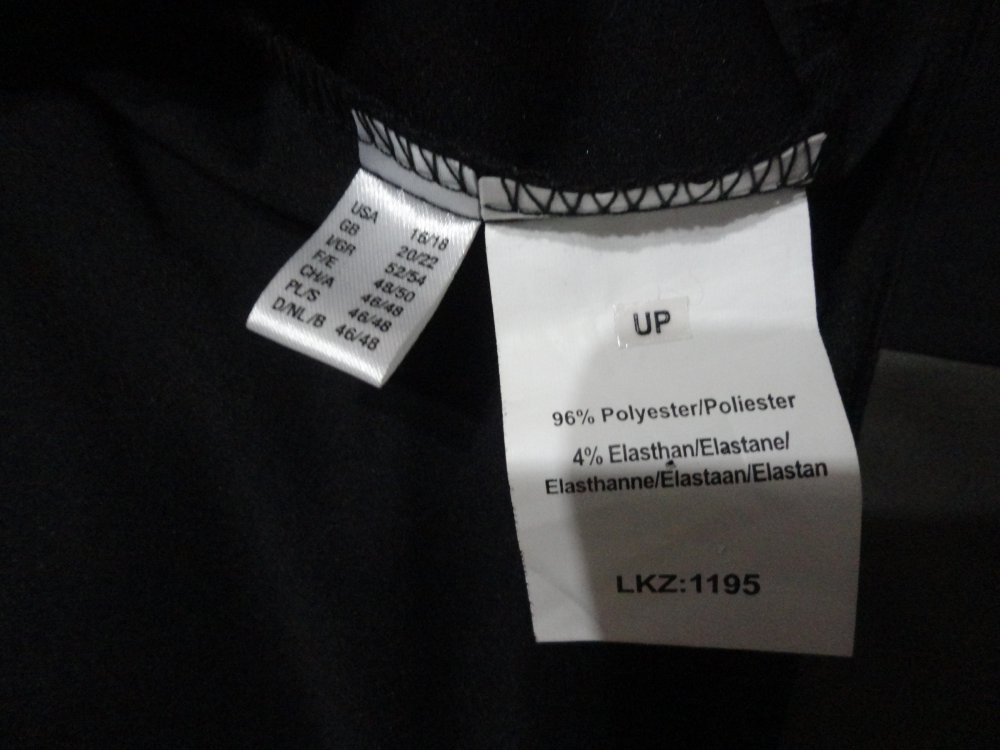 USA 16/18
GB 20/22
I/GR 52/54
F/E 48/50
CH/A 46/48
PL/S 46/48
D/NL/B 46/48
UP
96% Polyester/Poliester
4% Elasthan/Elastane/
Elasthanne/Elastaan/Elastan
LKZ:1195